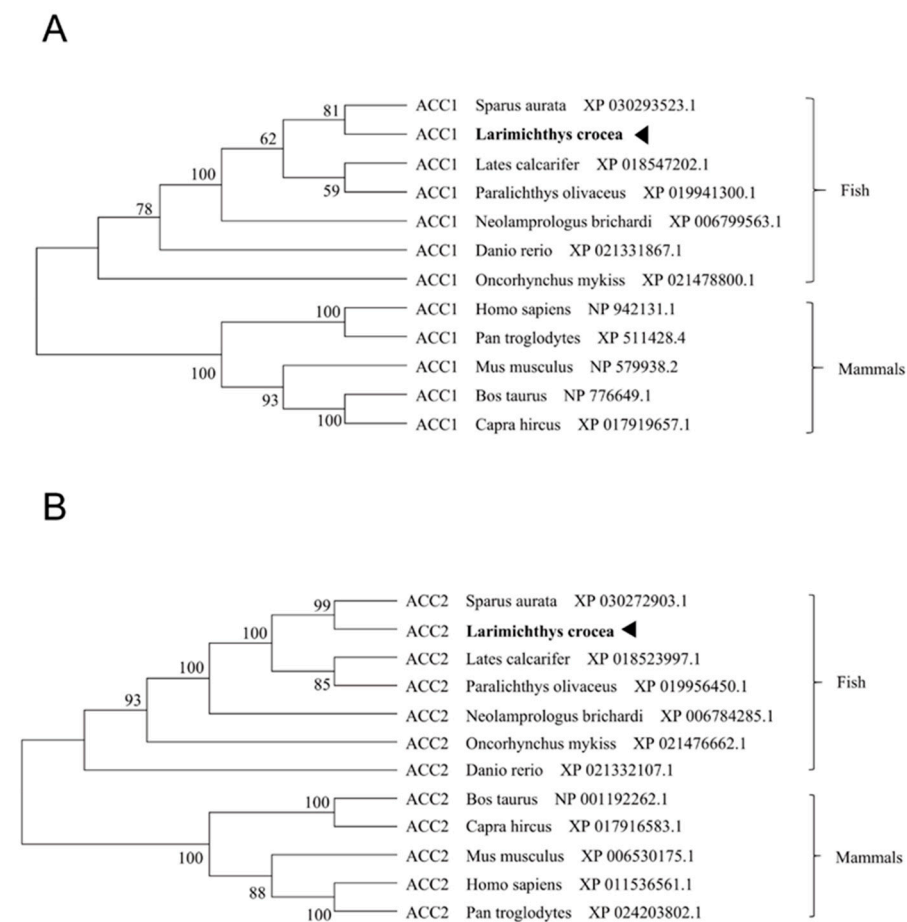 A
81
ACC1 Sparus aurata XP 030293523.1
ACC1 Larimichthys crocea
62
ACC1 Lates calcarifer XP 018547202.1
100
59
ACC1 Paralichthys olivaceus XP 019941300.1
Fish
78
ACC1 Neolamprologus brichardi XP 006799563.1
ACC1 Danio rerio XP 021331867.1
ACC1 Oncorhynchus mykiss XP 021478800.1
100
ACC1 Homo sapiens NP 942131.1
ACC1 Pan troglodytes XP 511428.4
100
ACC1 Mus musculus NP 579938.2
Mammals
93
ACC1 Bos taurus NP 776649.1
100
ACC1 Capra hircus XP 017919657.1
B
99
ACC2 Sparus aurata XP 030272903.1
100
ACC2 Larimichthys crocea
ACC2 Lates calcarifer XP 018523997.1
100
85
ACC2 Paralichthys olivaceus XP 019956450.1
Fish
93
ACC2 Neolamprologus brichardi XP 006784285.1
ACC2 Oncorhynchus mykiss XP 021476662.1
ACC2 Danio rerio XP 021332107.1
100
ACC2 Bos taurus NP 001192262.1
ACC2 Capra hircus XP 017916583.1
100
ACC2 Mus musculus XP 006530175.1
Mammals
88
ACC2 Homo sapiens XP 011536561.1
100
ACC2 Pan troglodytes XP 024203802.1